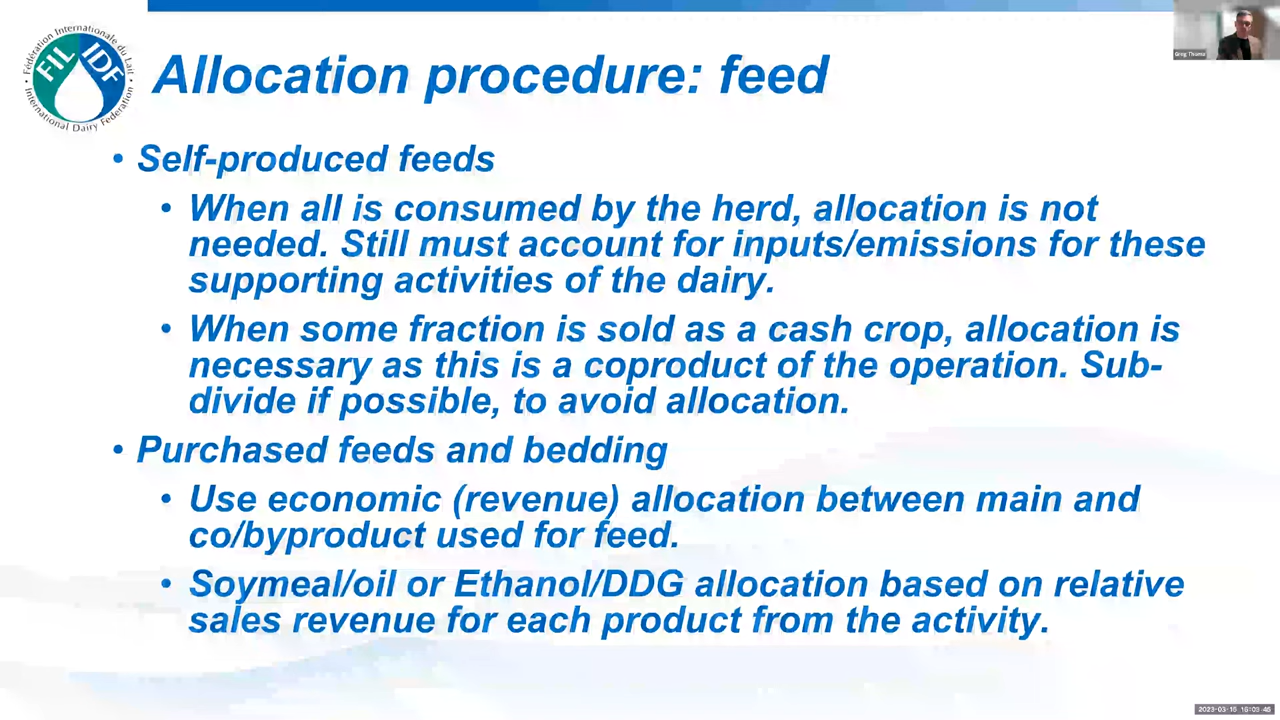 Fédération Internationale du Lait
FIL IDF
International Dairy Federation
Allocation procedure: feed
Greg Thoma
• Self-produced feeds
• When all is consumed by the herd, allocation is not
needed. Still must account for inputs/emissions for these
supporting activities of the dairy.
• When some fraction is sold as a cash crop, allocation is
necessary as this is a coproduct of the operation. Sub-
divide if possible, to avoid allocation.
• Purchased feeds and bedding
• Use economic (revenue) allocation between main and
co/byproduct used for feed.
• Soymeal/oil or Ethanol/DDG allocation based on relative
sales revenue for each product from the activity.